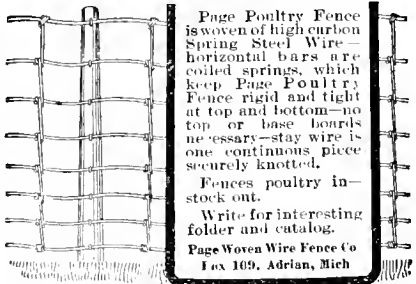 Page Poultry Fence
is woven of high carbon
Spring Steel Wire—
horizontal bars are
coiled springs, which
keep Page Poultry
Fence rigid and tight
at top and bottom—no
top or base boards
necessary—stay wire is
one continuous piece
securely knotted.
Fences poultry in—
stock out.
Write for interesting
folder and catalog.
Page Woven Wire Fence Co
Box 109, Adrian, Mich